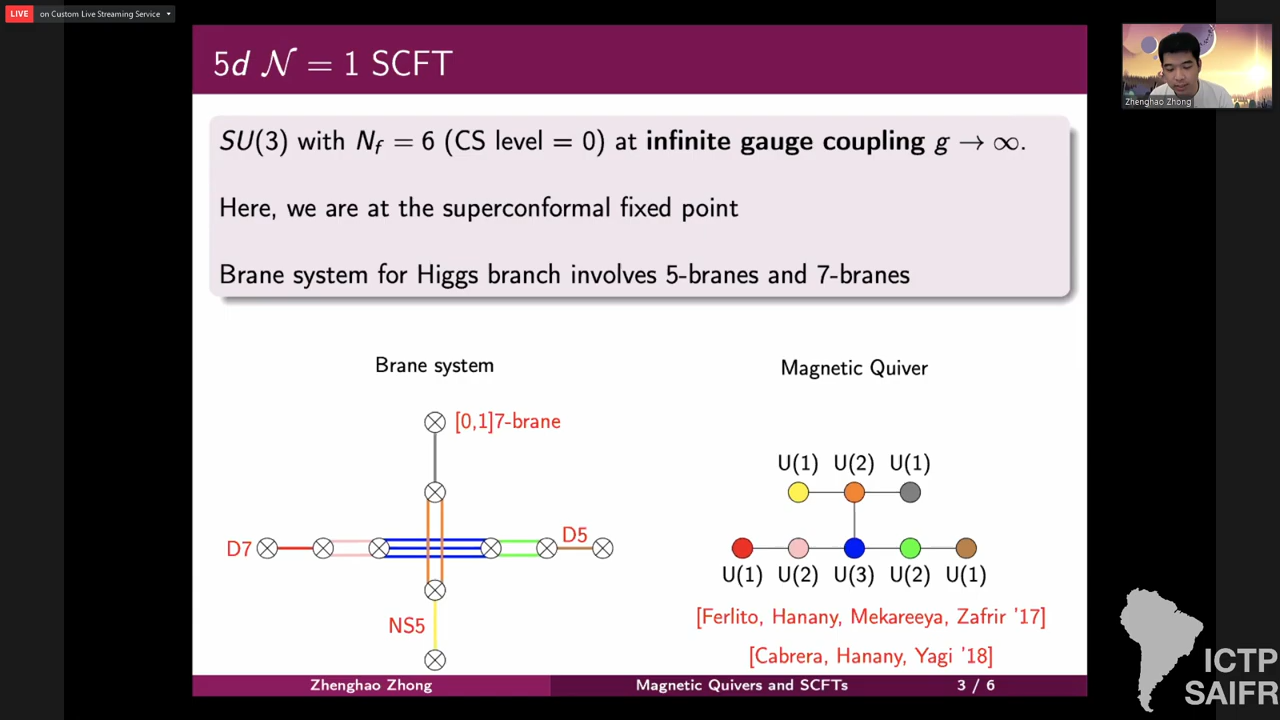 LIVE on Custom Live Streaming Service
Zhenghao Zhong
5d 𝒩 = 1 SCFT
SU(3) with N_f = 6 (CS level = 0) at infinite gauge coupling g → ∞.
Here, we are at the superconformal fixed point
Brane system for Higgs branch involves 5-branes and 7-branes
Brane system
Magnetic Quiver
[0,1]7-brane
D7
D5
NS5
U(1) U(2) U(1)
U(1) U(2) U(3) U(2) U(1)
[Ferlito, Hanany, Mekareeya, Zafrir '17]
[Cabrera, Hanany, Yagi '18]
Zhenghao Zhong
Magnetic Quivers and SCFTs
3 / 6
ICTP
SAIFR